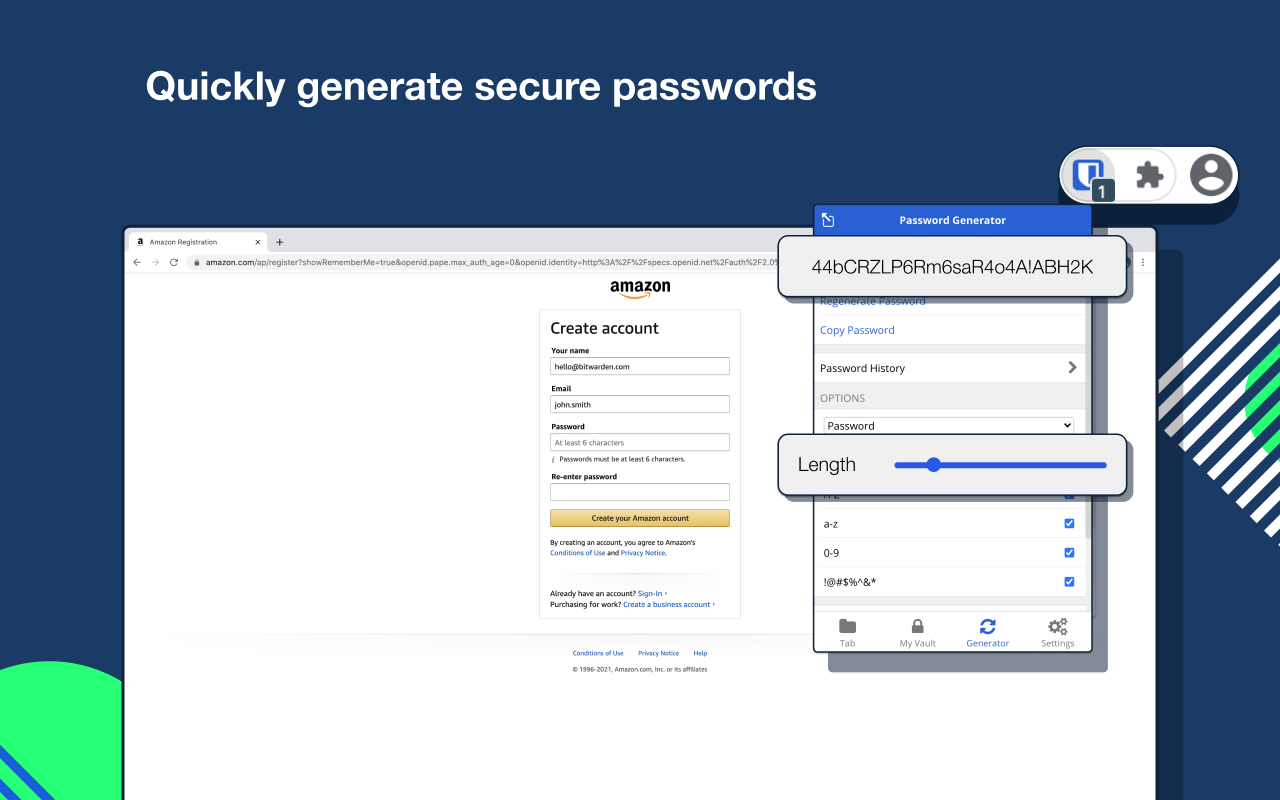 Quickly generate secure passwords
1
Amazon Registration
amazon.com/ap/register?showRememberMe=true&openid.pape.max_auth_age=0&openid.identity=http%3A%2F%2Fspecs.openid.net%2Fauth%2F2.0%
amazon
Create account
Your name
hello@bitwarden.com
Email
john.smith
Password
At least 6 characters
i Passwords must be at least 6 characters.
Re-enter password
Create your Amazon account
By creating an account, you agree to Amazon's
Conditions of Use and Privacy Notice.
Already have an account? Sign-In
Purchasing for work? Create a business account
Conditions of Use Privacy Notice Help
© 1996-2021, Amazon.com, Inc. or its affiliates
Password Generator
44bCRZLP6Rm6saR4o4A!ABH2K
Regenerate Password
Copy Password
Password History
OPTIONS
Password
Length
A-Z
a-z
0-9
!@#$%^&*
Tab My Vault Generator Settings